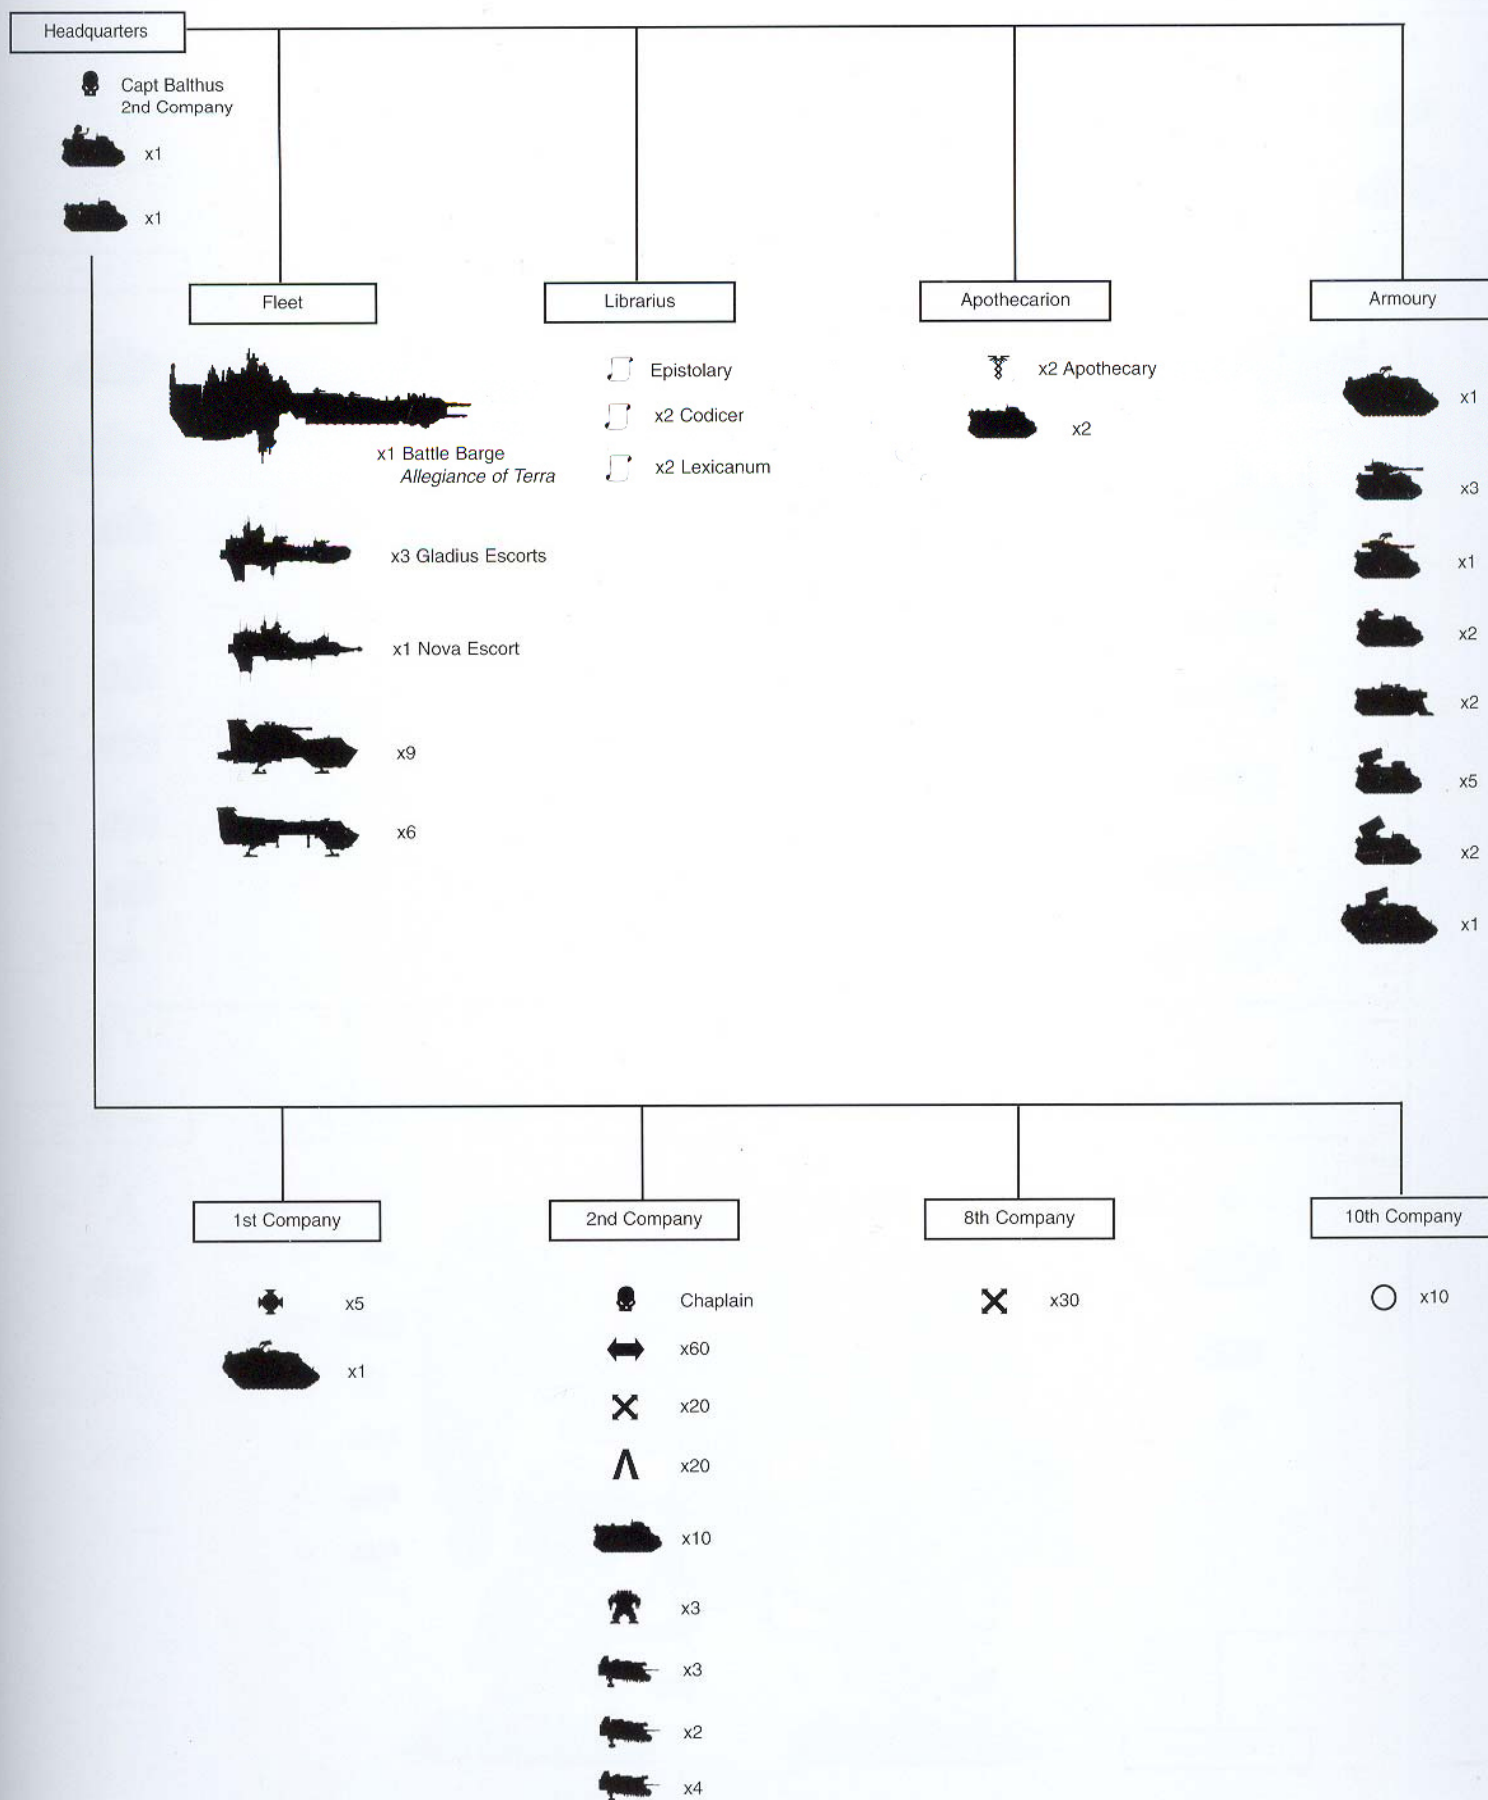 Headquarters
Capt Balthus
2nd Company
x1
x1
Fleet
x1 Battle Barge
Allegiance of Terra
x3 Gladius Escorts
x1 Nova Escort
x9
x6
Librarius
Epistolary
x2 Codicer
x2 Lexicanum
Apothecarion
x2 Apothecary
x2
Armoury
x1
x3
x1
x2
x2
x5
x2
x1
1st Company
x5
x1
2nd Company
Chaplain
x60
x20
x20
x10
x3
x3
x2
x4
8th Company
x30
10th Company
x10